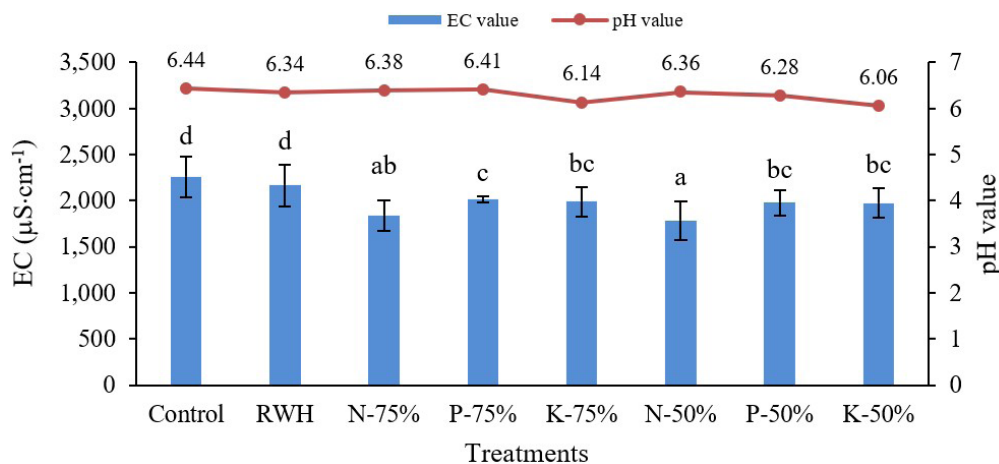 EC value pH value
6.44 6.34 6.38 6.41 6.14 6.36 6.28 6.06
3,500 7
3,000 6
2,500 5
2,000 4
1,500 3
1,000 2
500 1
0 0
d d ab c bc a bc bc
EC (µS·cm⁻¹)
pH value
Control RWH N-75% P-75% K-75% N-50% P-50% K-50%
Treatments